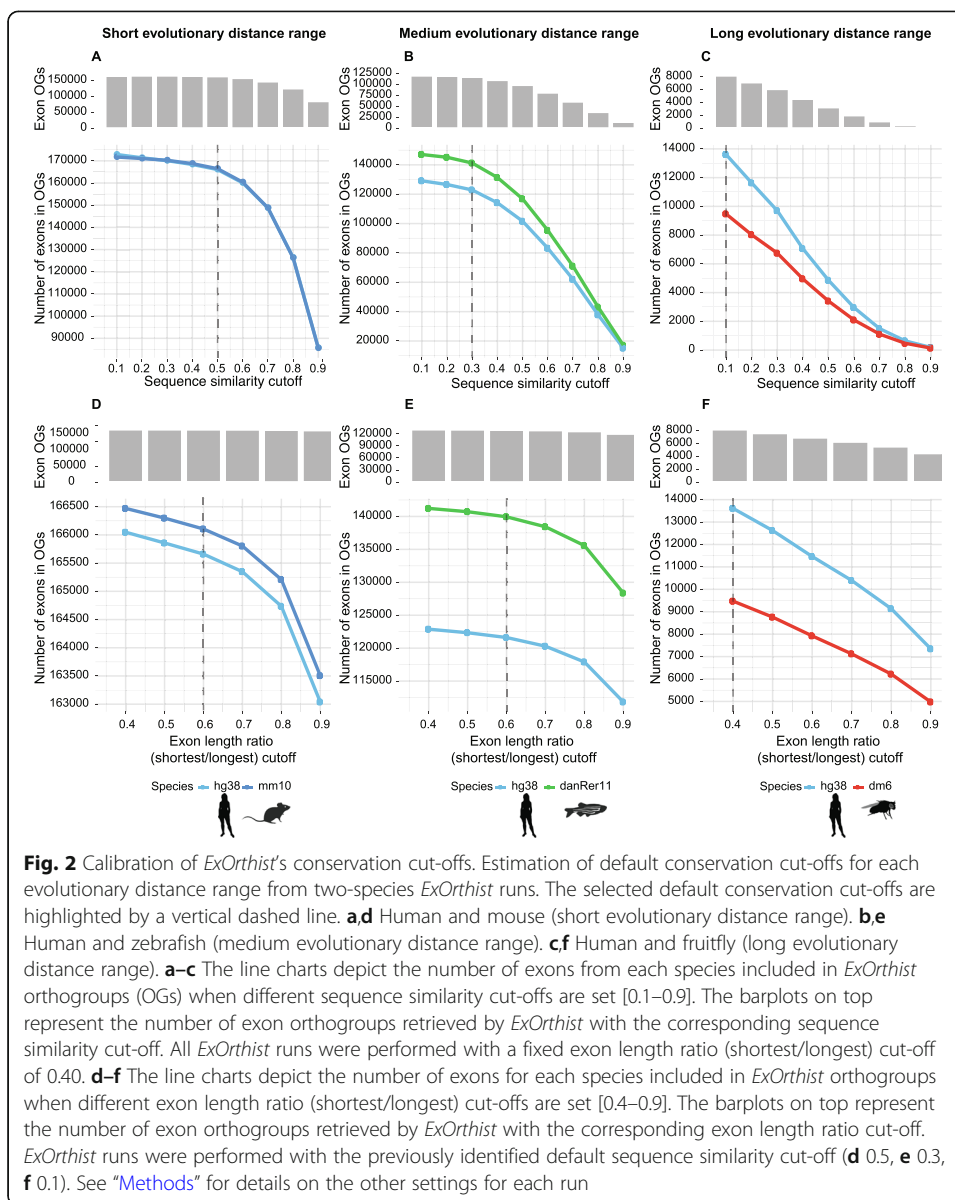 Short evolutionary distance range
Medium evolutionary distance range
Long evolutionary distance range
A
Exon OGs
150000
100000
50000
0
Number of exons in OGs
170000
160000
150000
140000
130000
120000
110000
100000
90000
0.1 0.2 0.3 0.4 0.5 0.6 0.7 0.8 0.9
Sequence similarity cutoff
B
Exon OGs
125000
100000
75000
50000
25000
0
Number of exons in OGs
140000
120000
100000
80000
60000
40000
20000
0.1 0.2 0.3 0.4 0.5 0.6 0.7 0.8 0.9
Sequence similarity cutoff
C
Exon OGs
8000
6000
4000
2000
0
Number of exons in OGs
14000
12000
10000
8000
6000
4000
2000
0
0.1 0.2 0.3 0.4 0.5 0.6 0.7 0.8 0.9
Sequence similarity cutoff
D
Exon OGs
150000
100000
50000
0
Number of exons in OGs
166500
166000
165500
165000
164500
164000
163500
163000
0.4 0.5 0.6 0.7 0.8 0.9
Exon length ratio
(shortest/longest) cutoff
Species hg38 mm10
E
Exon OGs
120000
90000
60000
30000
0
Number of exons in OGs
140000
135000
130000
125000
120000
115000
0.4 0.5 0.6 0.7 0.8 0.9
Exon length ratio
(shortest/longest) cutoff
Species hg38 danRer11
F
Exon OGs
8000
6000
4000
2000
0
Number of exons in OGs
14000
13000
12000
11000
10000
9000
8000
7000
6000
5000
0.4 0.5 0.6 0.7 0.8 0.9
Exon length ratio
(shortest/longest) cutoff
Species hg38 dm6
Fig. 2 Calibration of ExOrthist's conservation cut-offs. Estimation of default conservation cut-offs for each
evolutionary distance range from two-species ExOrthist runs. The selected default conservation cut-offs are
highlighted by a vertical dashed line. a,d Human and mouse (short evolutionary distance range). b,e
Human and zebrafish (medium evolutionary distance range). c,f Human and fruitfly (long evolutionary
distance range). a–c The line charts depict the number of exons from each species included in ExOrthist
orthogroups (OGs) when different sequence similarity cut-offs are set [0.1–0.9]. The barplots on top
represent the number of exon orthogroups retrieved by ExOrthist with the corresponding sequence
similarity cut-off. All ExOrthist runs were performed with a fixed exon length ratio (shortest/longest) cut-off
of 0.40. d–f The line charts depict the number of exons for each species included in ExOrthist orthogroups
when different exon length ratio (shortest/longest) cut-offs are set [0.4–0.9]. The barplots on top represent
the number of exon orthogroups retrieved by ExOrthist with the corresponding exon length ratio cut-off.
ExOrthist runs were performed with the previously identified default sequence similarity cut-off (d 0.5, e 0.3,
f 0.1). See “Methods” for details on the other settings for each run